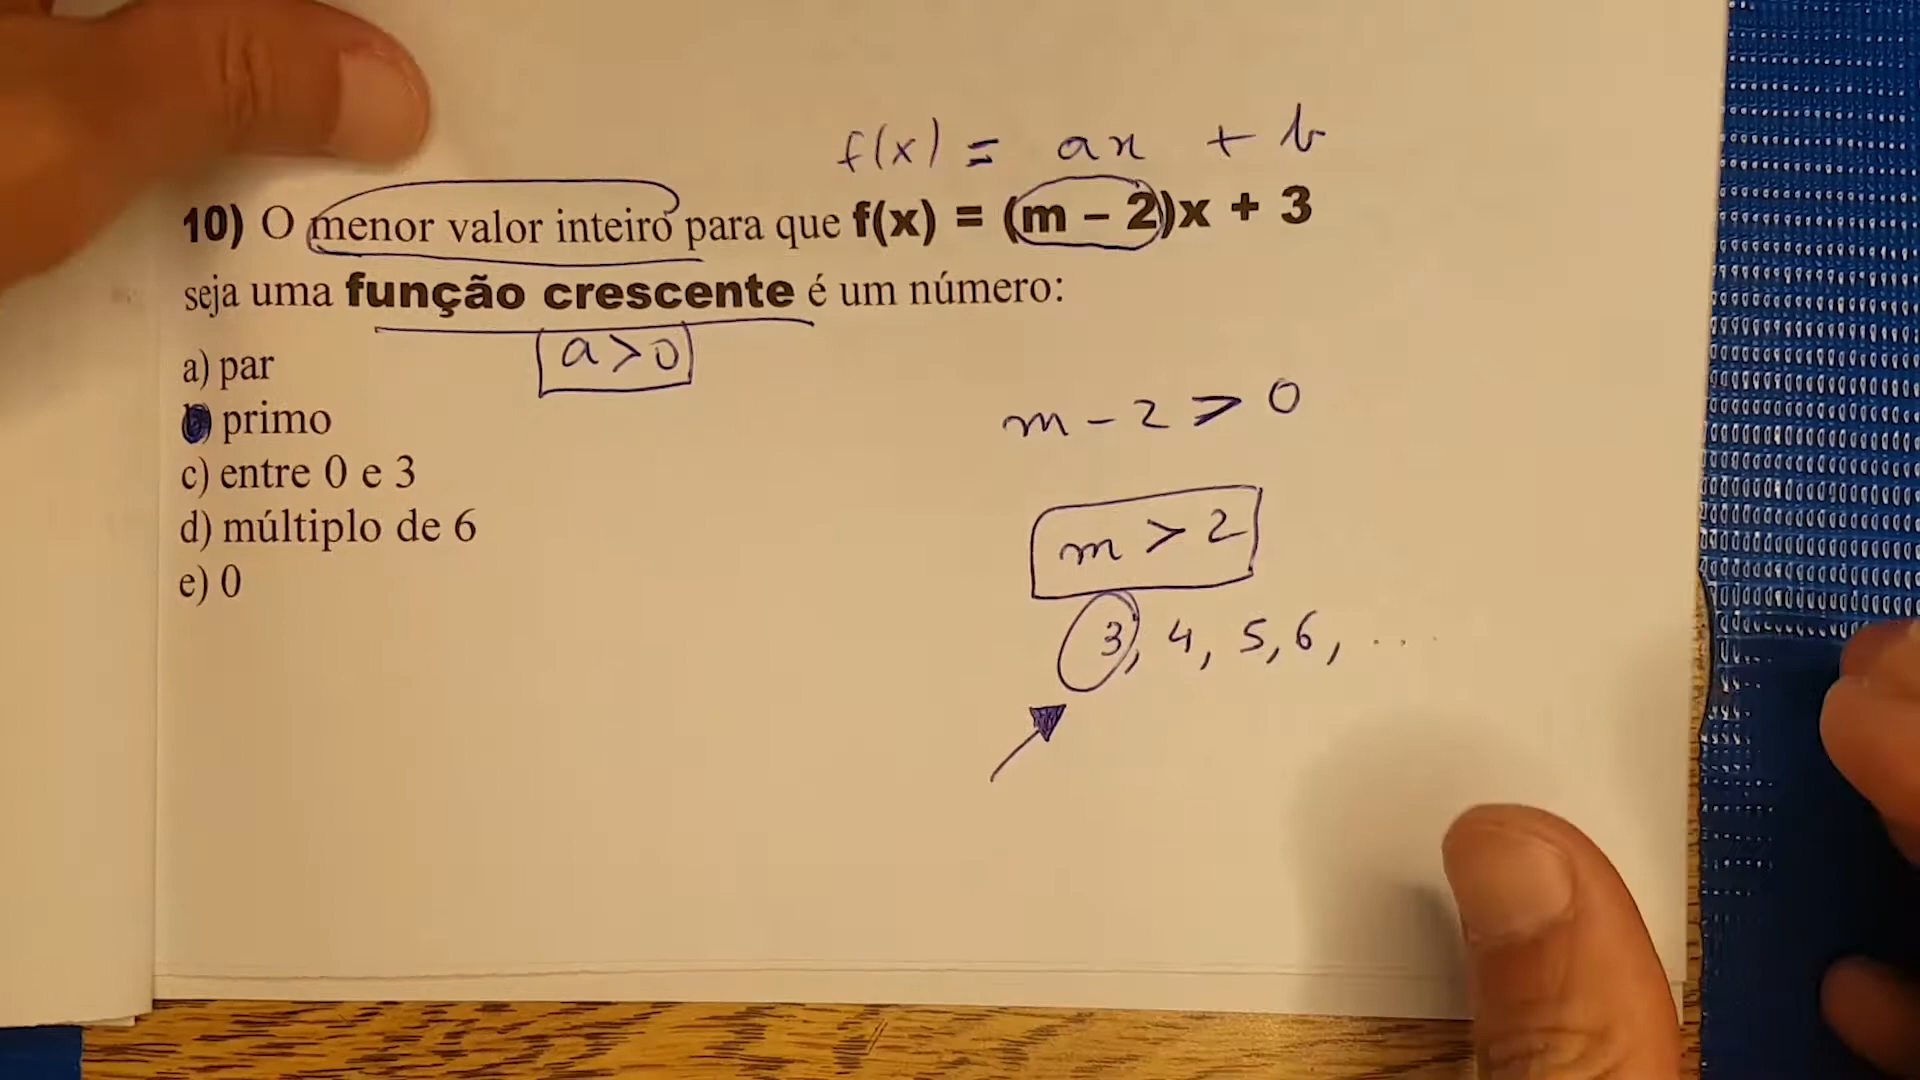 f(x) = ax + b
10) O menor valor inteiro para que f(x) = (m – 2)x + 3
seja uma função crescente é um número:
a > 0
a) par
m - 2 > 0
b) primo
c) entre 0 e 3
d) múltiplo de 6
m > 2
e) 0
3, 4, 5, 6, ...